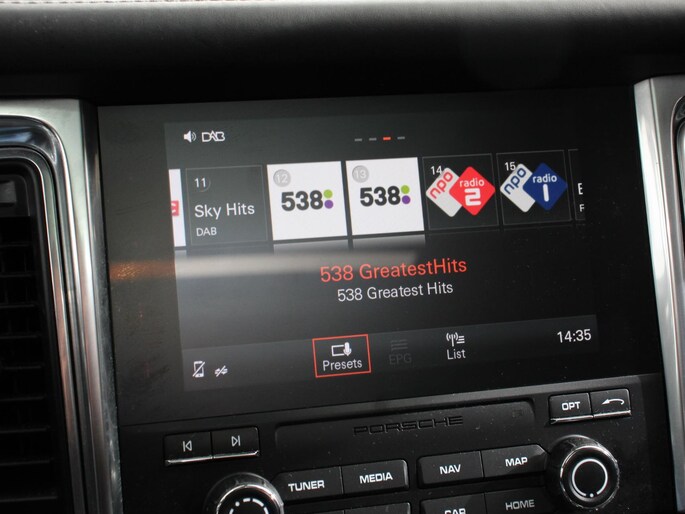 DAB
11
Sky Hits
DAB
12
538
13
538
14
npo
radio
2
15
npo
radio
1
538 GreatestHits
538 Greatest Hits
Presets
EPG
List
14:35
OPT
PORSCHE
TUNER
MEDIA
NAV
MAP
CAR
HOME